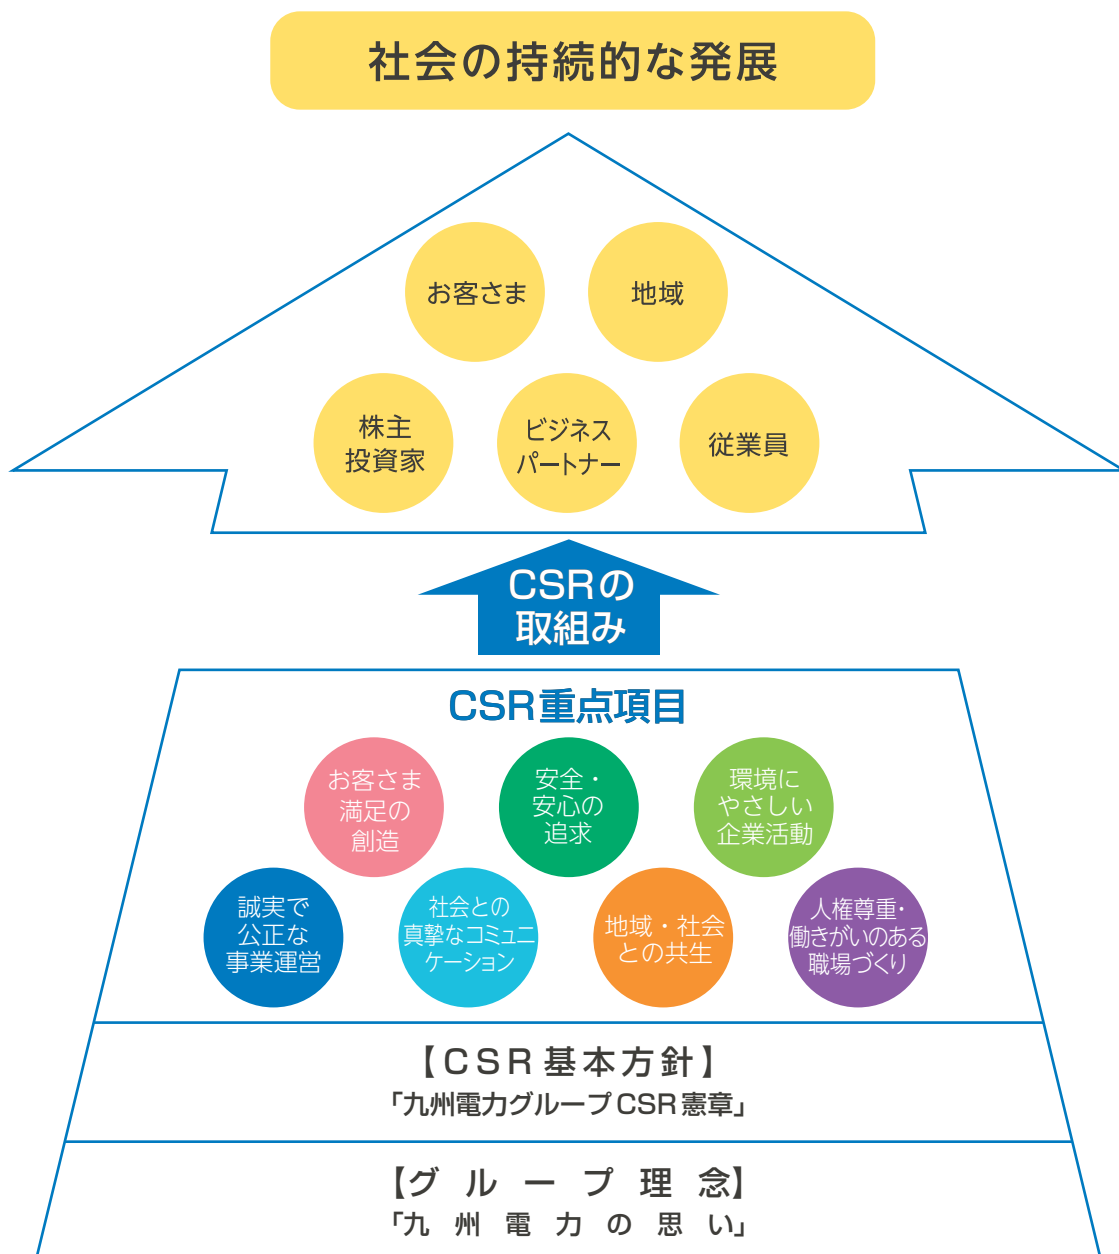 社会の持続的な発展
お客さま
地域
株主
投資家
ビジネス
パートナー
従業員
CSRの
取組み
CSR重点項目
お客さま
満足の
創造
安全・
安心の
追求
環境に
やさしい
企業活動
誠実で
公正な
事業運営
社会との
真摯なコミュニ
ケーション
地域・社会
との共生
人権尊重・
働きがいのある
職場づくり
【CSR基本方針】
「九州電力グループCSR憲章」
【グループ理念】
「九州電力の思い」